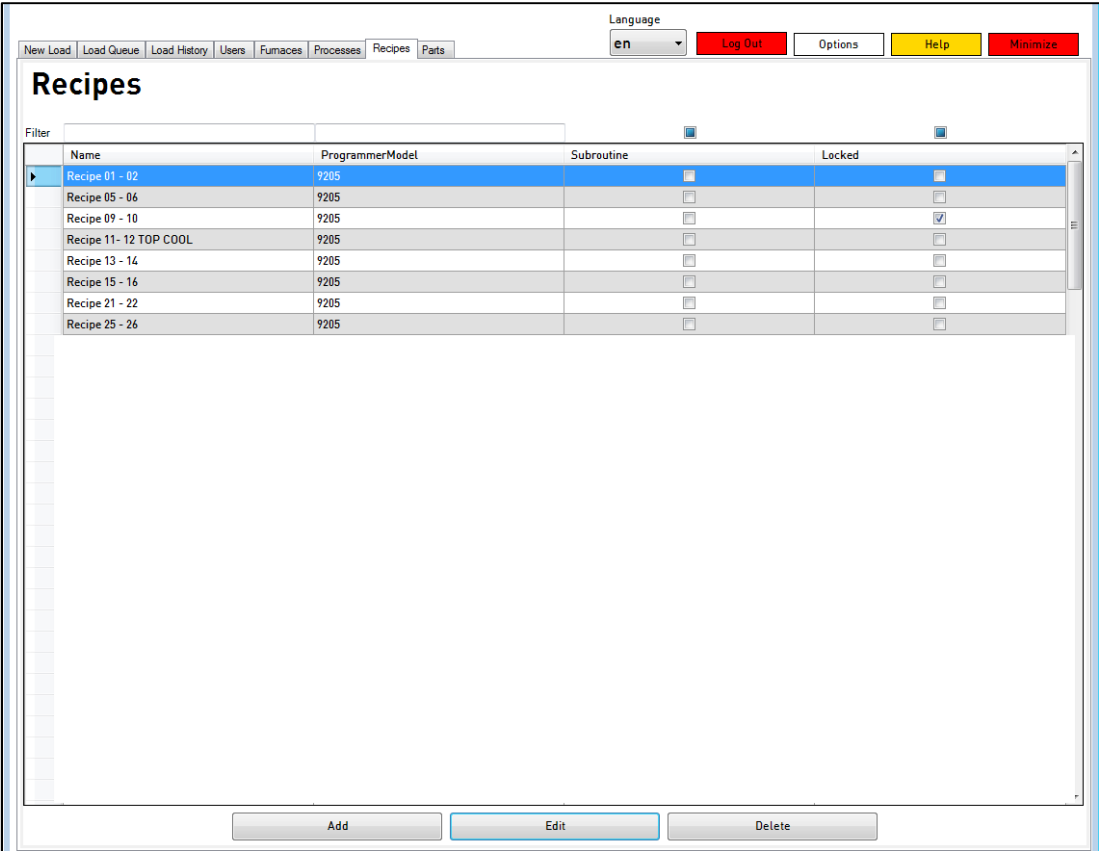 Language
New Load Load Queue Load History Users Furnaces Processes Recipes Parts en Log Out Options Help Minimize
Recipes
Filter
Name ProgrammerModel Subroutine Locked
Recipe 01 - 02 9205
Recipe 05 - 06 9205
Recipe 09 - 10 9205
Recipe 11- 12 TOP COOL 9205
Recipe 13 - 14 9205
Recipe 15 - 16 9205
Recipe 21 - 22 9205
Recipe 25 - 26 9205
Add Edit Delete